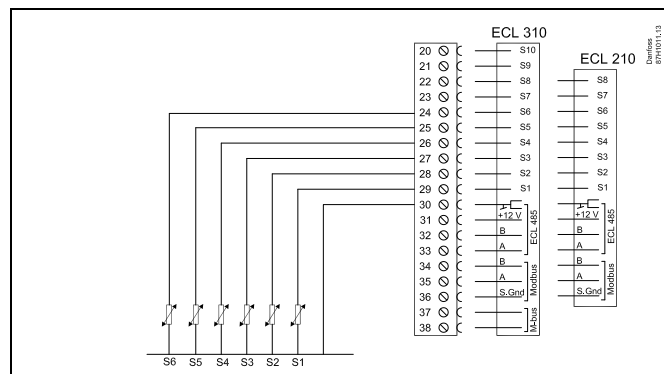 ECL 310
ECL 210
Danfoss
87H1011.13
20 S10
21 S9
22 S8 S8
23 S7 S7
24 S6 S6
25 S5 S5
26 S4 S4
27 S3 S3
28 S2 S2
29 S1 S1
30
31 +12 V +12 V
32 B B
33 A A
ECL 485 ECL 485
34 B B
35 A A
36 S.Gnd S.Gnd
Modbus Modbus
37
38
M-bus
S6 S5 S4 S3 S2 S1